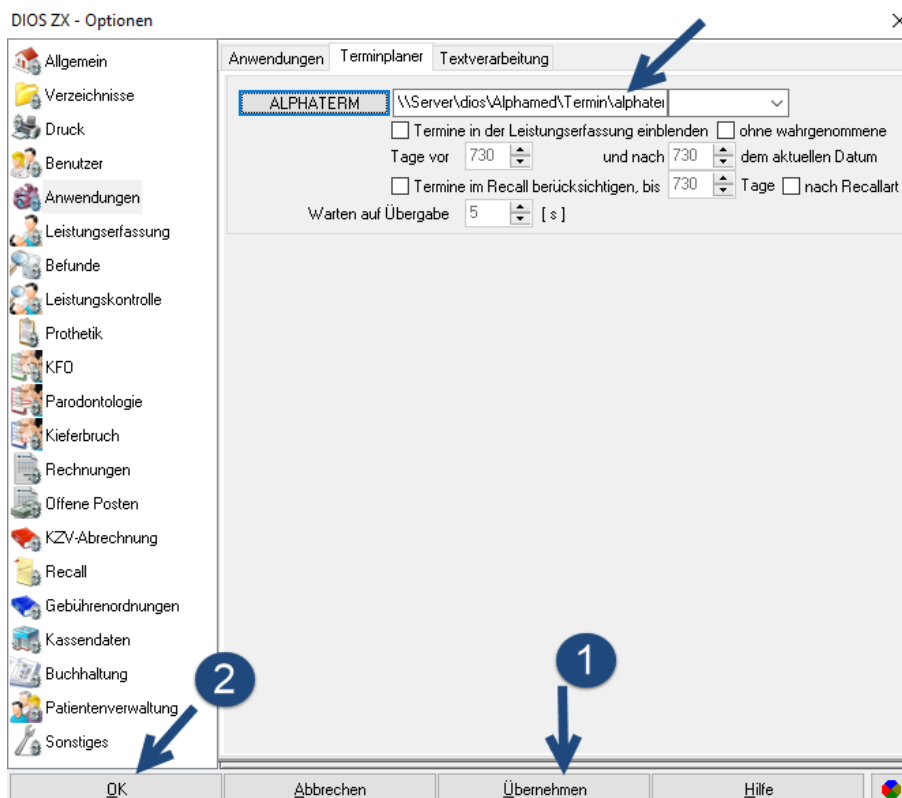 DIOS ZX - Optionen
Allgemein
Verzeichnisse
Druck
Benutzer
Anwendungen
Leistungserfassung
Befunde
Leistungskontrolle
Prothetik
KFO
Parodontologie
Kieferbruch
Rechnungen
Offene Posten
KZV-Abrechnung
Recall
Gebührenordnungen
Kassendaten
Buchhaltung
Patientenverwaltung
Sonstiges
Anwendungen Terminplaner Textverarbeitung
ALPHATERM \\Server\dios\Alphamed\Termin\alphater
Termine in der Leistungserfassung einblenden ohne wahrgenommene
Tage vor 730 und nach 730 dem aktuellen Datum
Termine im Recall berücksichtigen, bis 730 Tage nach Recallart
Warten auf Übergabe 5 [ s ]
2
1
OK Abbrechen Übernehmen Hilfe